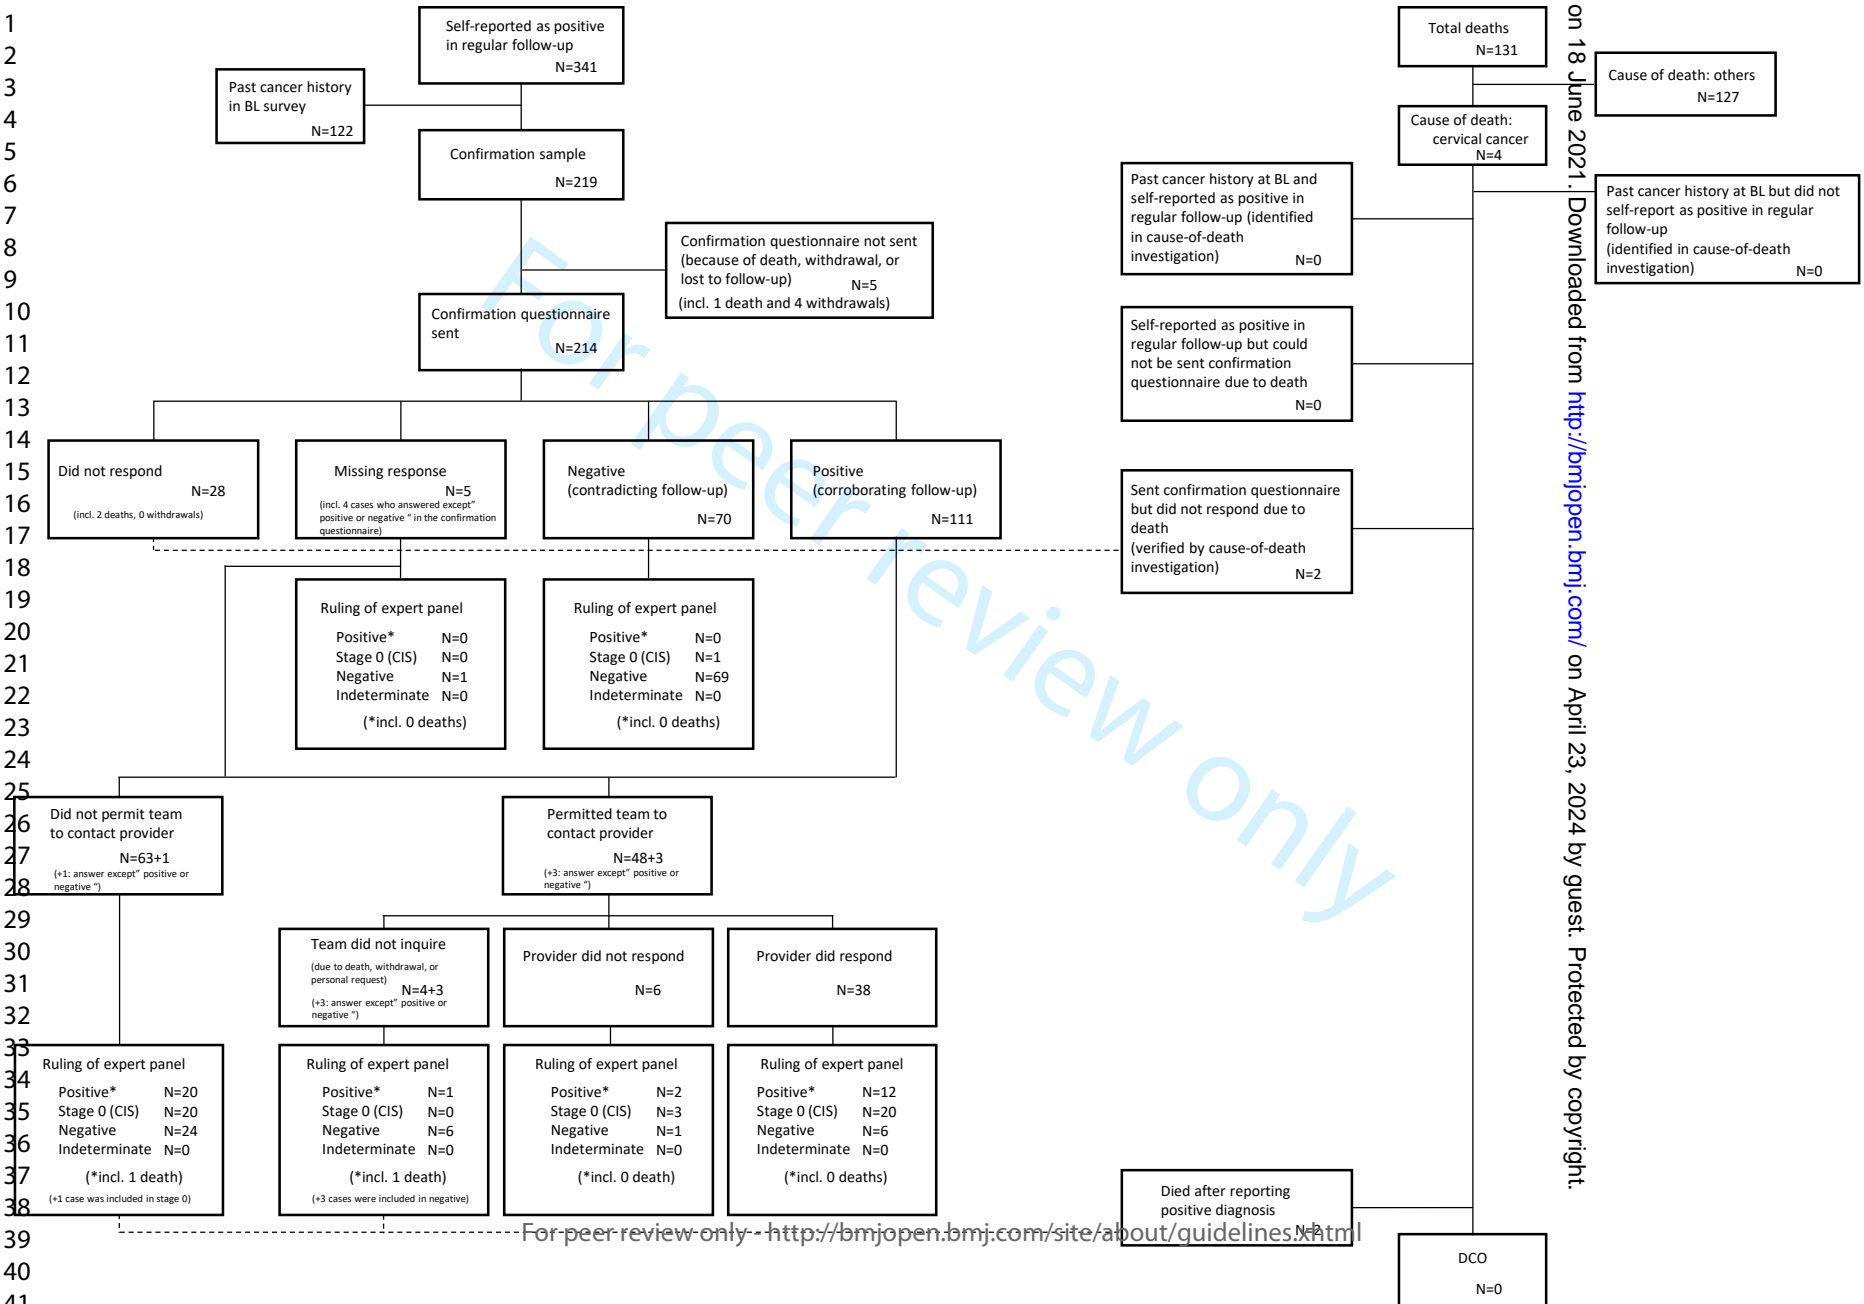 1
2
3
4
5
6
7
8
9
10
11
12
13
14
15
16
17
18
19
20
21
22
23
24
25
26
27
28
29
30
31
32
33
34
35
36
37
38
39
40
41
Self-reported as positive
in regular follow-up
N=341
Past cancer history
in BL survey
N=122
Confirmation sample
N=219
Confirmation questionnaire not sent
(because of death, withdrawal, or
lost to follow-up)
N=5
(incl. 1 death and 4 withdrawals)
Confirmation questionnaire
sent
N=214
Did not respond
N=28
(incl. 2 deaths, 0 withdrawals)
Missing response
N=5
(incl. 4 cases who answered except"
positive or negative " in the confirmation
questionnaire)
Negative
(contradicting follow-up)
N=70
Positive
(corroborating follow-up)
N=111
Ruling of expert panel
Positive* N=0
Stage 0 (CIS) N=0
Negative N=1
Indeterminate N=0
(*incl. 0 deaths)
Ruling of expert panel
Positive* N=0
Stage 0 (CIS) N=1
Negative N=69
Indeterminate N=0
(*incl. 0 deaths)
Did not permit team
to contact provider
N=63+1
(+1: answer except" positive or
negative ")
Permitted team to
contact provider
N=48+3
(+3: answer except" positive or
negative ")
Team did not inquire
(due to death, withdrawal, or
personal request)
N=4+3
(+3: answer except" positive or
negative ")
Provider did not respond
N=6
Provider did respond
N=38
Ruling of expert panel
Positive* N=20
Stage 0 (CIS) N=20
Negative N=24
Indeterminate N=0
(*incl. 1 death)
(+1 case was included in stage 0)
Ruling of expert panel
Positive* N=1
Stage 0 (CIS) N=0
Negative N=6
Indeterminate N=0
(*incl. 1 death)
(+3 cases were included in negative)
Ruling of expert panel
Positive* N=2
Stage 0 (CIS) N=3
Negative N=1
Indeterminate N=0
(*incl. 0 death)
Ruling of expert panel
Positive* N=12
Stage 0 (CIS) N=20
Negative N=6
Indeterminate N=0
(*incl. 0 deaths)
Total deaths
N=131
Cause of death: others
N=127
Cause of death:
cervical cancer
N=4
Past cancer history at BL and
self-reported as positive in
regular follow-up (identified
in cause-of-death
investigation)
N=0
Past cancer history at BL but did not
self-report as positive in regular
follow-up
(identified in cause-of-death
investigation)
N=0
Self-reported as positive in
regular follow-up but could
not be sent confirmation
questionnaire due to death
N=0
Sent confirmation questionnaire
but did not respond due to
death
(verified by cause-of-death
investigation)
N=2
Died after reporting
positive diagnosis
N=2
DCO
N=0
For peer review only
For peer review only - http://bmjopen.bmj.com/site/about/guidelines.xhtml
on 18 June 2021. Downloaded from http://bmjopen.bmj.com/ on April 23, 2024 by guest. Protected by copyright.